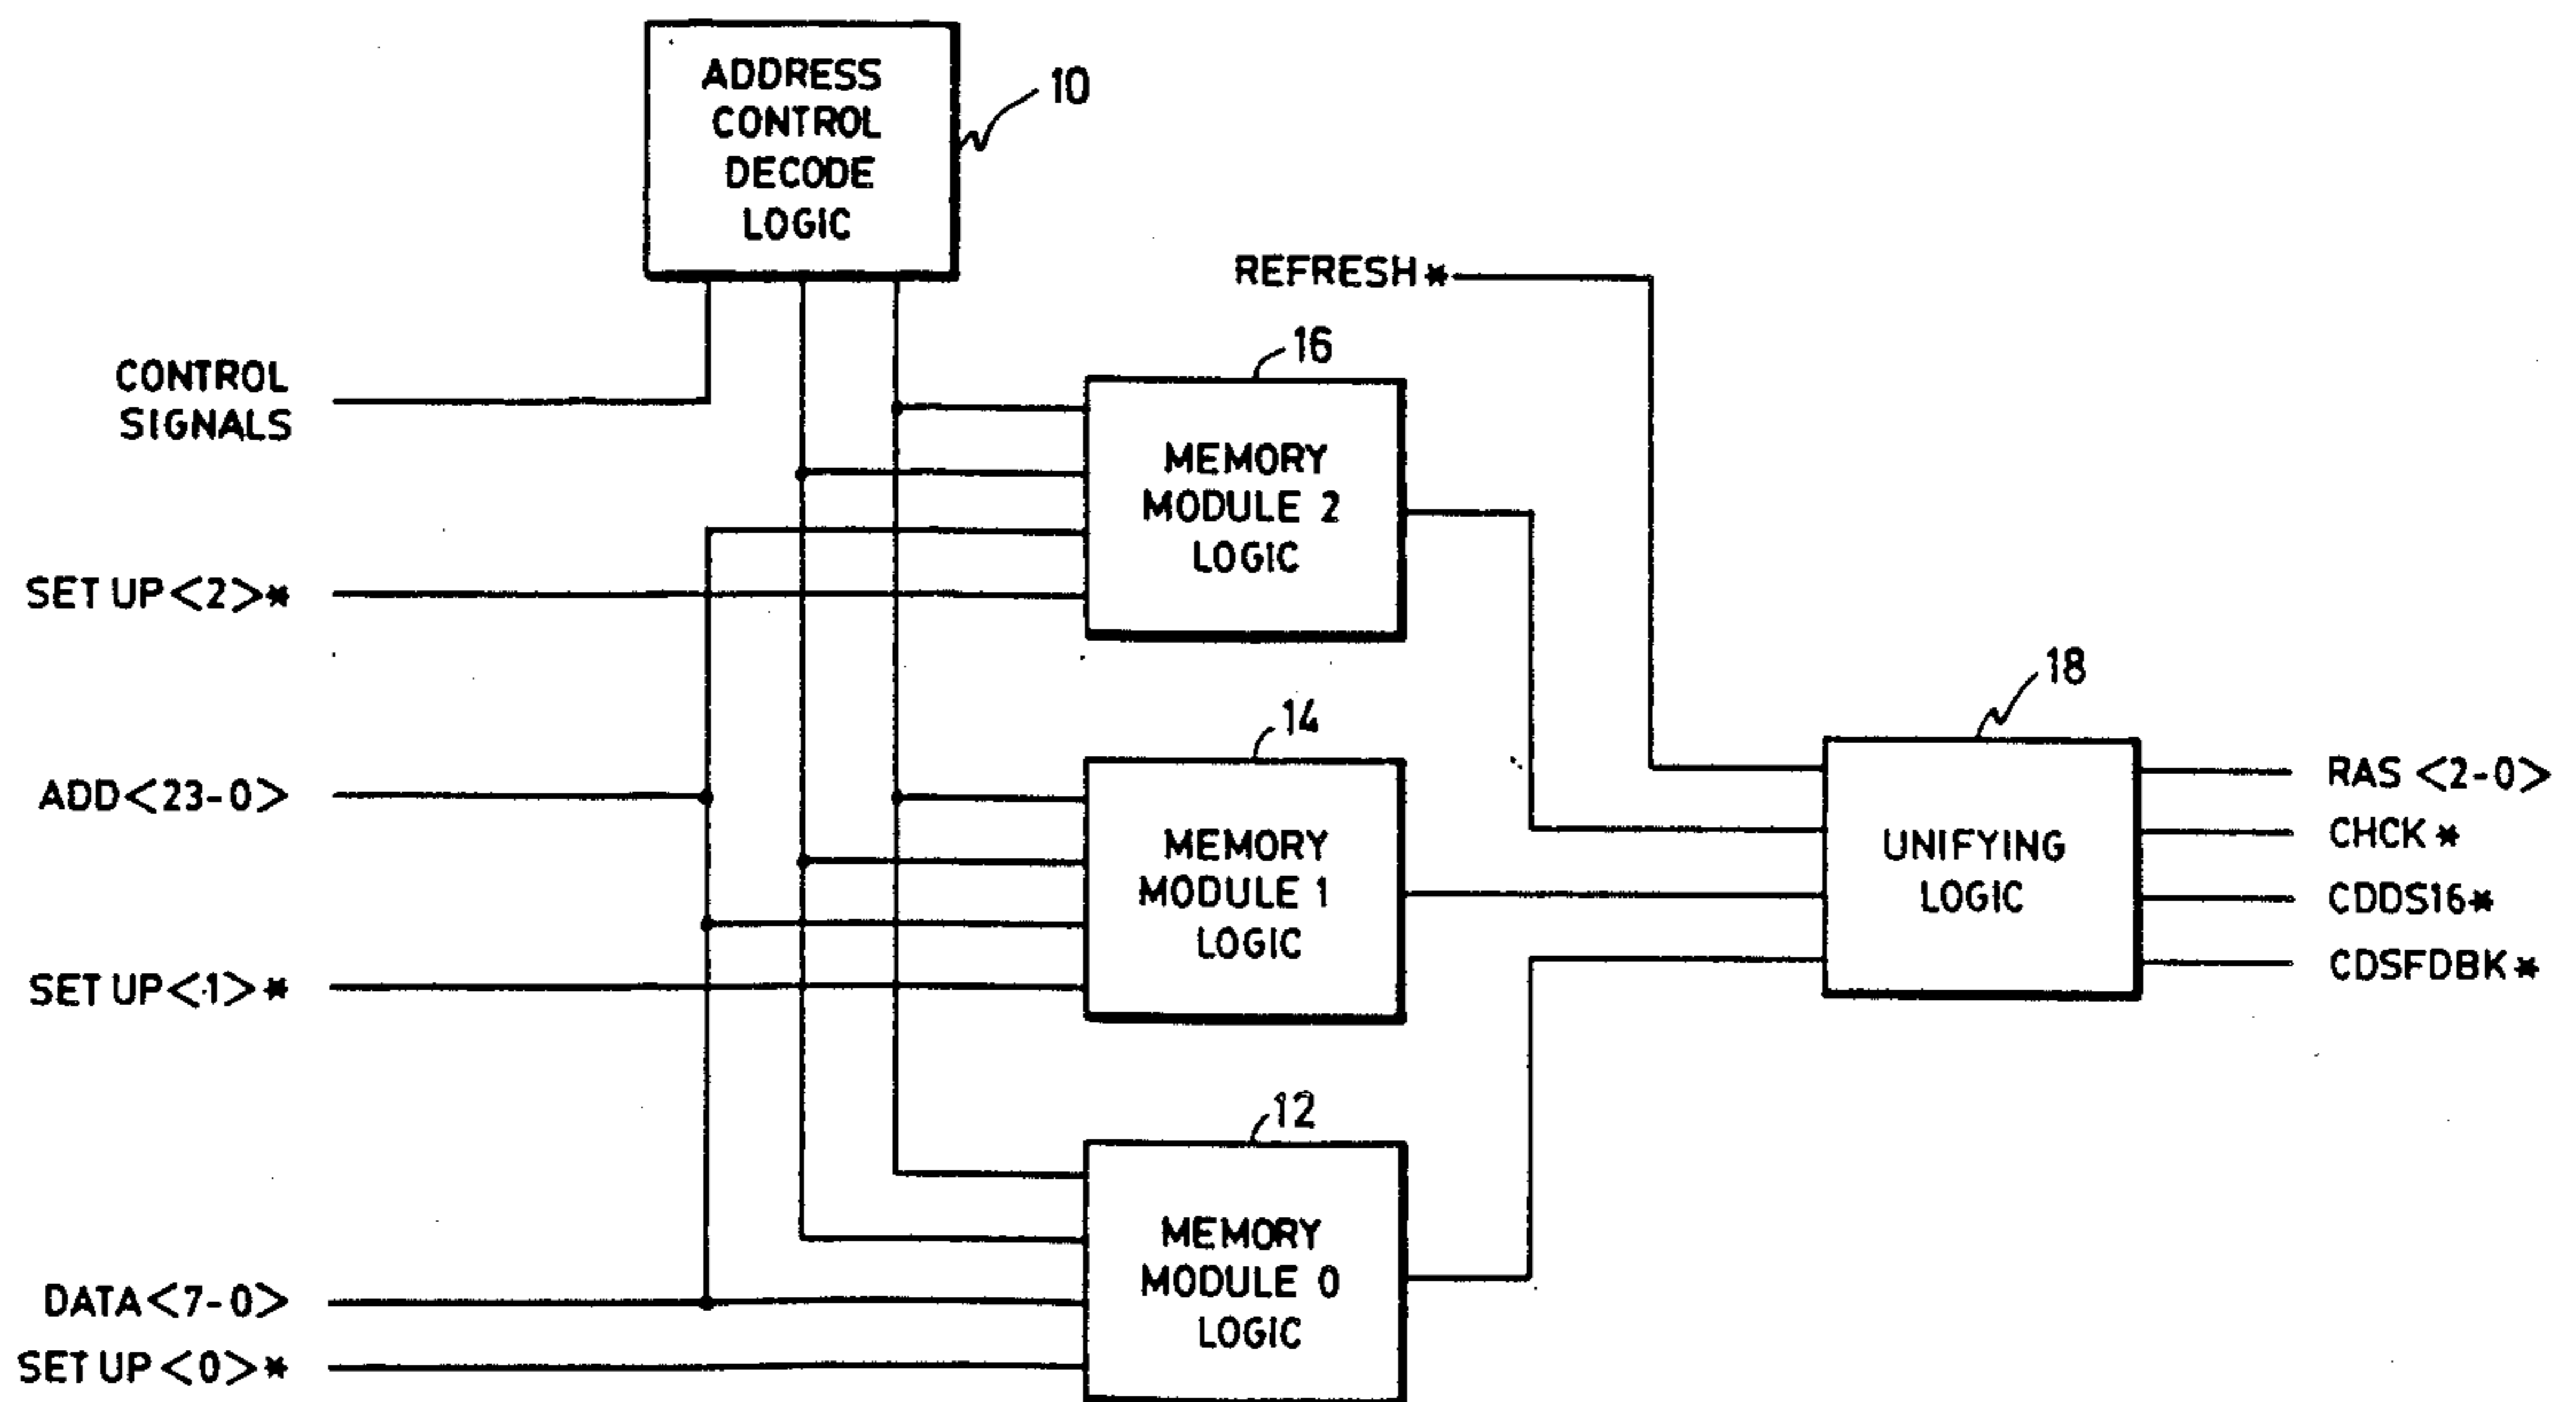 ADDRESS
CONTROL
DECODE
LOGIC
10
REFRESH*
CONTROL
SIGNALS
16
MEMORY
MODULE 2
LOGIC
SET UP<2>*
14
18
ADD<23-0>
MEMORY
MODULE 1
LOGIC
UNIFYING
LOGIC
RAS <2-0>
CHCK*
CDDS16*
CDSFDBK*
SET UP<1>*
12
MEMORY
MODULE 0
LOGIC
DATA<7-0>
SET UP<0>*